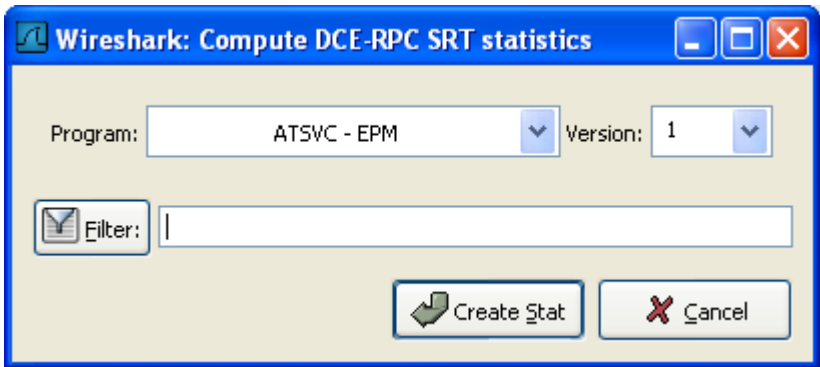 Wireshark: Compute DCE-RPC SRT statistics
Program: ATSVC - EPM Version: 1
Filter:
Create Stat Cancel